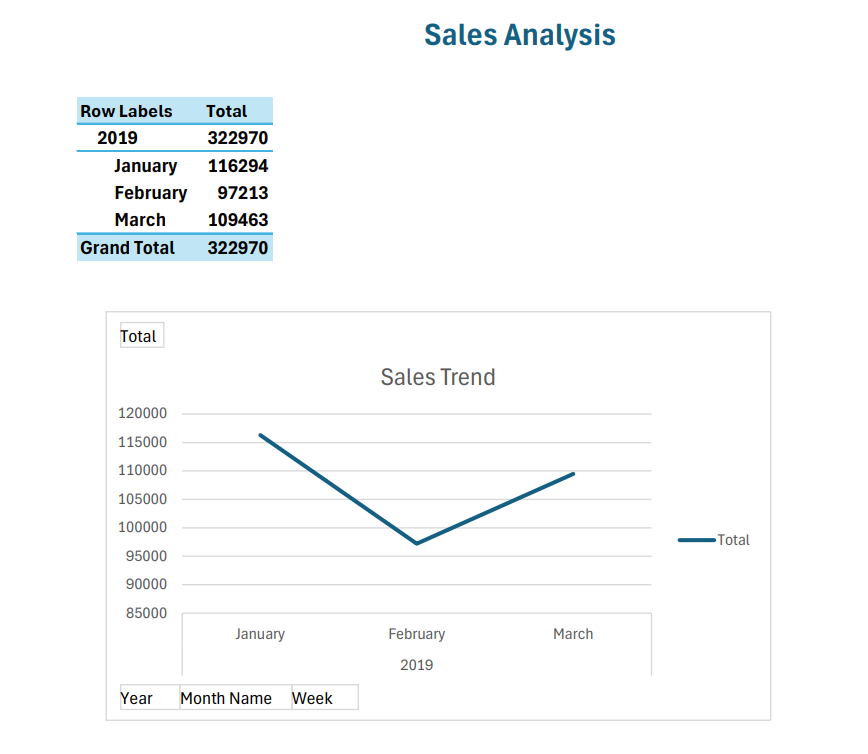 Sales Analysis
Row Labels Total
2019 322970
January 116294
February 97213
March 109463
Grand Total 322970
Total
Sales Trend
120000
115000
110000
105000
100000
95000
90000
85000
Total
January February March
2019
Year Month Name Week